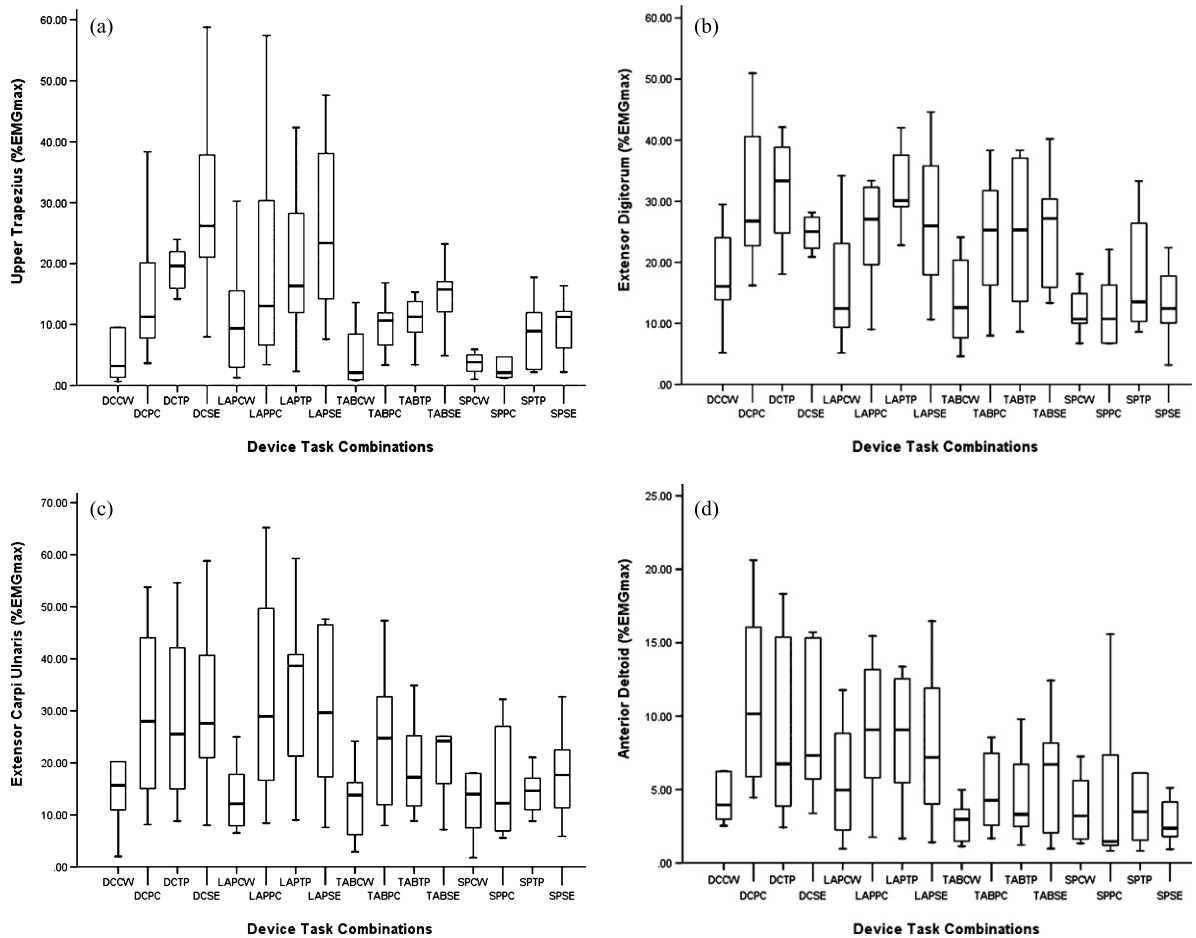 (a)
Upper Trapezius (%EMGmax)
60.00
50.00
40.00
30.00
20.00
10.00
.00
DCCW DCTP LAPCW LAPTP TABCW TABTP SPCW SPTP
DCPC DCSE LAPPC LAPSE TABPC TABSE SPPC SPSE
Device Task Combinations
(b)
Extensor Digitorum (%EMGmax)
60.00
50.00
40.00
30.00
20.00
10.00
.00
DCCW DCTP LAPCW LAPTP TABCW TABTP SPCW SPTP
DCPC DCSE LAPPC LAPSE TABPC TABSE SPPC SPSE
Device Task Combinations
(c)
Extensor Carpi Ulnaris (%EMGmax)
70.00
60.00
50.00
40.00
30.00
20.00
10.00
.00
DCCW DCTP LAPCW LAPTP TABCW TABTP SPCW SPTP
DCPC DCSE LAPPC LAPSE TABPC TABSE SPPC SPSE
Device Task Combinations
(d)
Anterior Deltoid (%EMGmax)
25.00
20.00
15.00
10.00
5.00
.00
DCCW DCTP LAPCW LAPTP TABCW TABTP SPCW SPTP
DCPC DCSE LAPPC LAPSE TABPC TABSE SPPC SPSE
Device Task Combinations